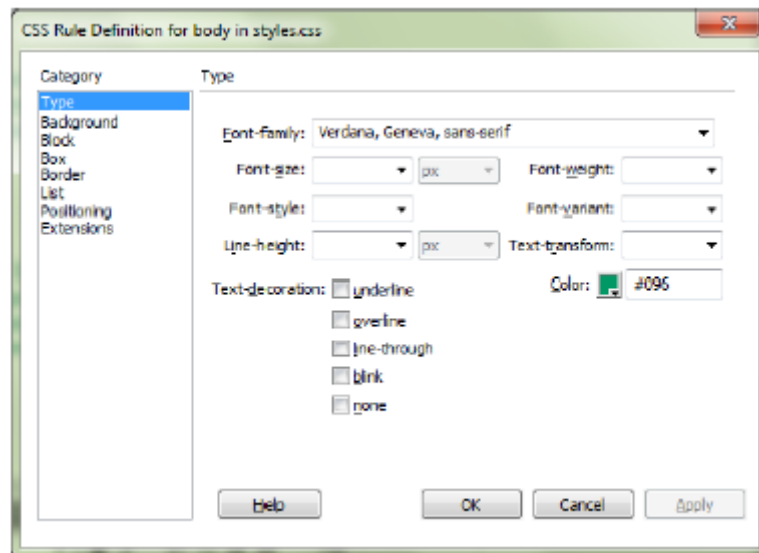 CSS Rule Definition for body in styles.css
Category
Type
Background
Block
Box
Border
List
Positioning
Extensions
Type
Font-family: Verdana, Geneva, sans-serif
Font-size: px Font-weight:
Font-style: Font-variant:
Line-height: px Text-transform:
Text-decoration: underline Color: #096
overline
line-through
blink
none
Help OK Cancel Apply